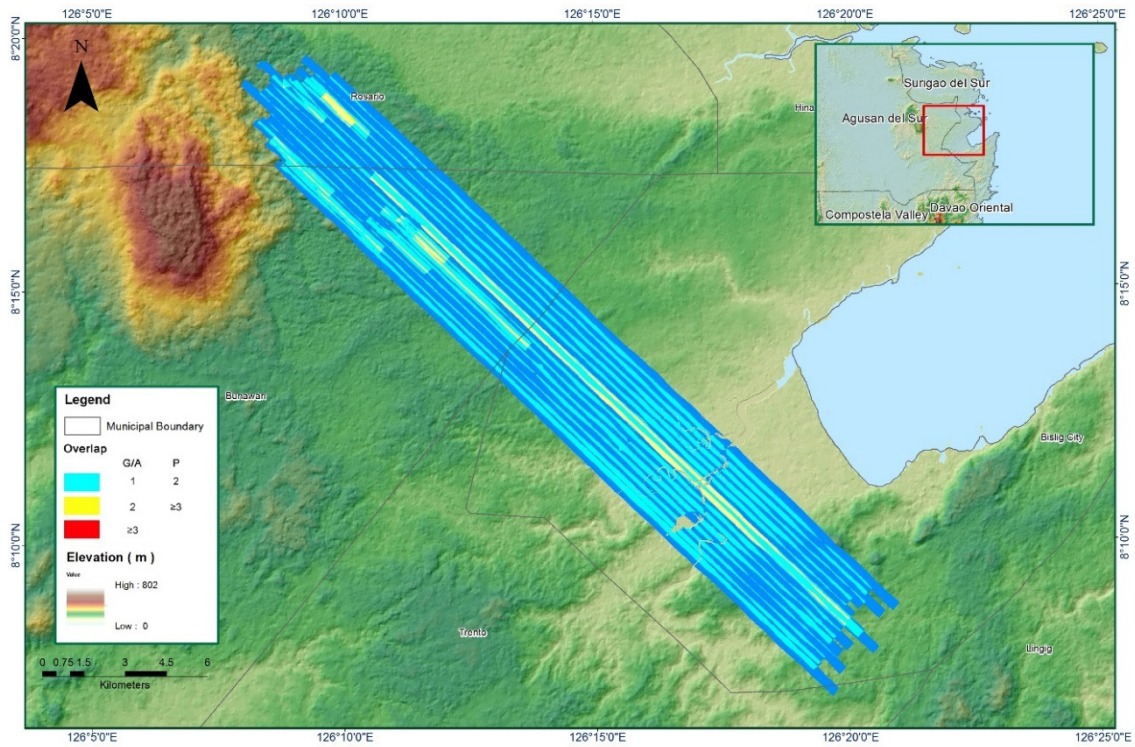 126°5'0"E 126°10'0"E 126°15'0"E 126°20'0"E 126°25'0"E
8°20'0"N
N
Rosario
Hina
Surigao del Sur
Agusan del Sur
Davao Oriental
Compostela Valley
8°15'0"N 8°15'0"N
Bunawan
Bislig City
Legend
Municipal Boundary
Overlap
G/A P
1 2
2 ≥3
≥3
Elevation ( m )
Value
High : 802
Low : 0
8°10'0"N 8°10'0"N
Trento
Lingig
0 0.75 1.5 3 4.5 6
Kilometers
126°5'0"E 126°10'0"E 126°15'0"E 126°20'0"E 126°25'0"E